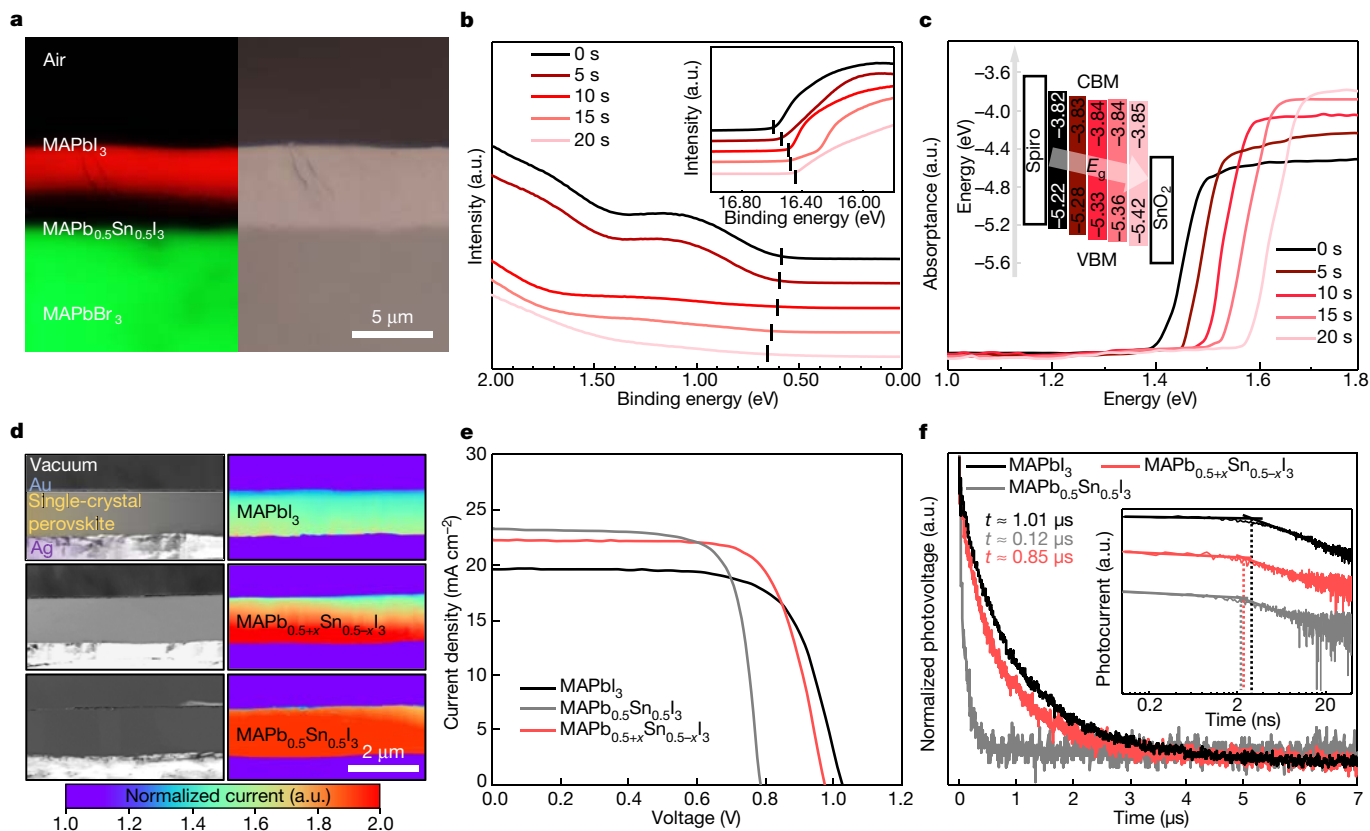 a
Air
MAPbI3
MAPb0.5Sn0.5I3
MAPbBr3
5 μm
b
0 s
5 s
10 s
15 s
20 s
Intensity (a.u.)
Intensity (a.u.)
16.80 16.40 16.00
Binding energy (eV)
2.00 1.50 1.00 0.50 0.00
Binding energy (eV)
c
Absorptance (a.u.)
Energy (eV)
−3.6
−4.0
−4.4
−4.8
−5.2
−5.6
CBM
Spiro
−3.82
−3.83
−3.84
−3.84
−3.85
Eg
−5.22
−5.28
−5.33
−5.36
−5.42
SnO2
VBM
0 s
5 s
10 s
15 s
20 s
1.0 1.2 1.4 1.6 1.8
Energy (eV)
d
Vacuum
Au
Single-crystal
perovskite
Ag
MAPbI3
MAPb0.5+xSn0.5−xI3
MAPb0.5Sn0.5I3
2 μm
Normalized current (a.u.)
1.0 1.2 1.4 1.6 1.8 2.0
e
Current density (mA cm−2)
30
25
20
15
10
5
0
MAPbI3
MAPb0.5Sn0.5I3
MAPb0.5+xSn0.5−xI3
0.0 0.2 0.4 0.6 0.8 1.0 1.2
Voltage (V)
f
Normalized photovoltage (a.u.)
MAPbI3
MAPb0.5+xSn0.5−xI3
MAPb0.5Sn0.5I3
t ≈ 1.01 μs
t ≈ 0.12 μs
t ≈ 0.85 μs
Photocurrent (a.u.)
0.2 2 20
Time (ns)
0 1 2 3 4 5 6 7
Time (μs)